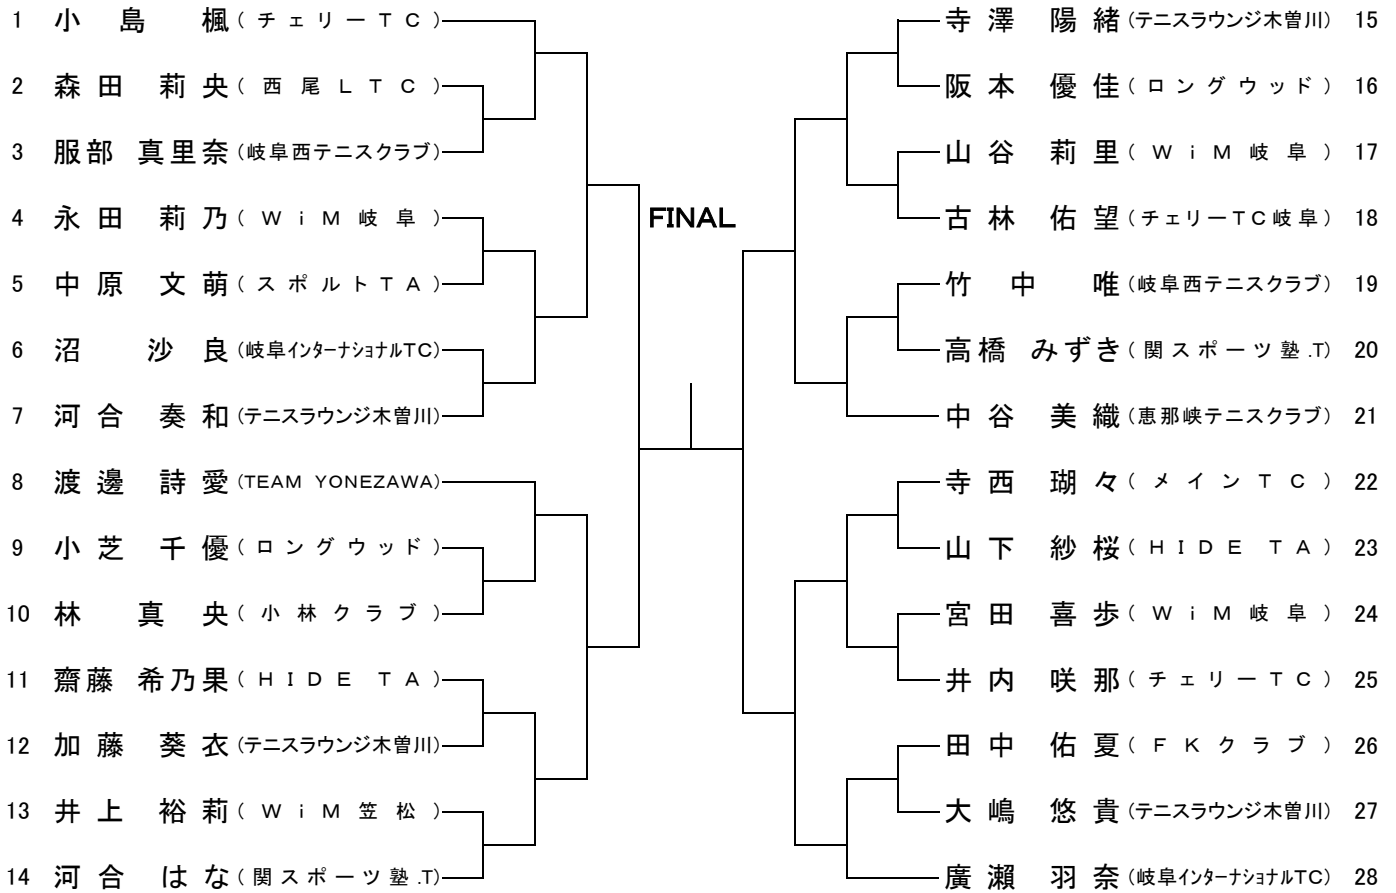 1 小島 楓 (チェリーTC)
2 森田 莉央 (西尾LTC)
3 服部 真里奈 (岐阜西テニスクラブ)
4 永田 莉乃 (WiM岐阜)
5 中原 文萌 (スポルトTA)
6 沼 沙良 (岐阜インターナショナルTC)
7 河合 奏和 (テニスラウンジ木曽川)
8 渡邊 詩愛 (TEAM YONEZAWA)
9 小芝 千優 (ロングウッド)
10 林 真央 (小林クラブ)
11 齋藤 希乃果 (HIDE TA)
12 加藤 葵衣 (テニスラウンジ木曽川)
13 井上 裕莉 (WiM笠松)
14 河合 はな (関スポーツ塾.T)
FINAL
寺澤 陽緒 (テニスラウンジ木曽川) 15
阪本 優佳 (ロングウッド) 16
山谷 莉里 (WiM岐阜) 17
古林 佑望 (チェリーTC岐阜) 18
竹中 唯 (岐阜西テニスクラブ) 19
高橋 みずき (関スポーツ塾.T) 20
中谷 美織 (恵那峡テニスクラブ) 21
寺西 瑚々 (メインTC) 22
山下 紗桜 (HIDE TA) 23
宮田 喜歩 (WiM岐阜) 24
井内 咲那 (チェリーTC) 25
田中 佑夏 (FKクラブ) 26
大嶋 悠貴 (テニスラウンジ木曽川) 27
廣瀬 羽奈 (岐阜インターナショナルTC) 28